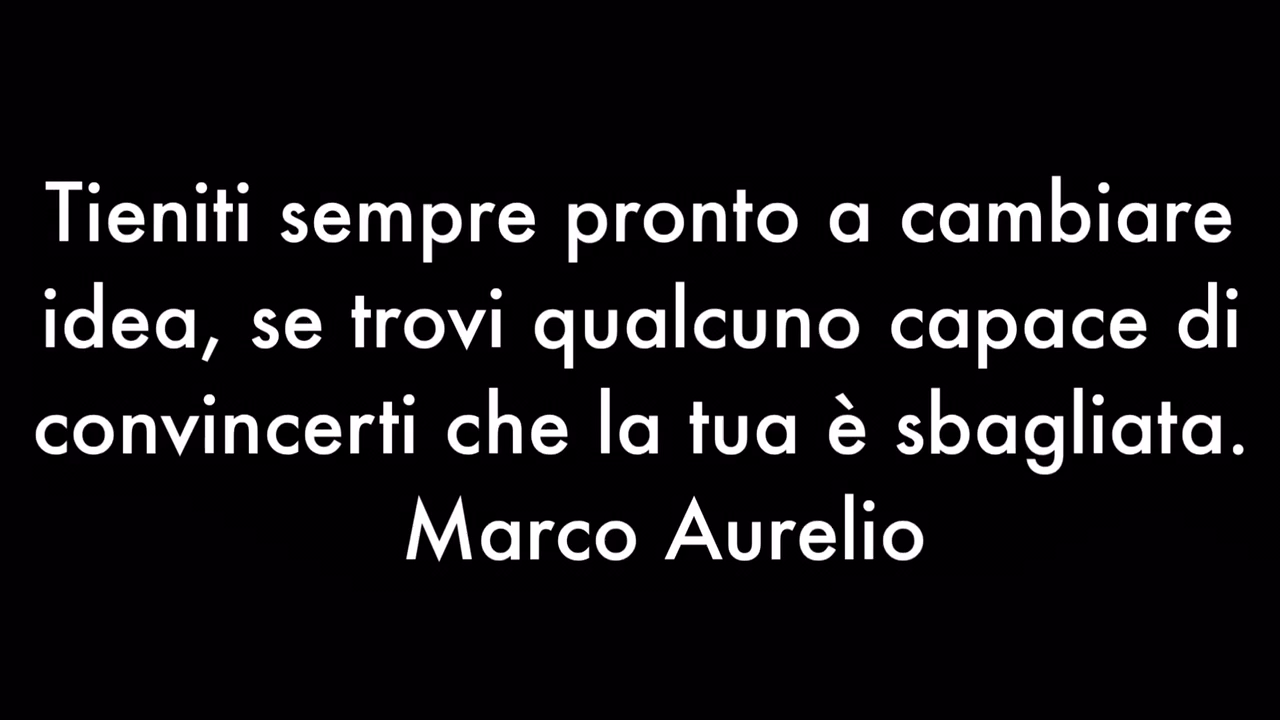 Tieniti sempre pronto a cambiare
idea, se trovi qualcuno capace di
convincerti che la tua è sbagliata.
Marco Aurelio